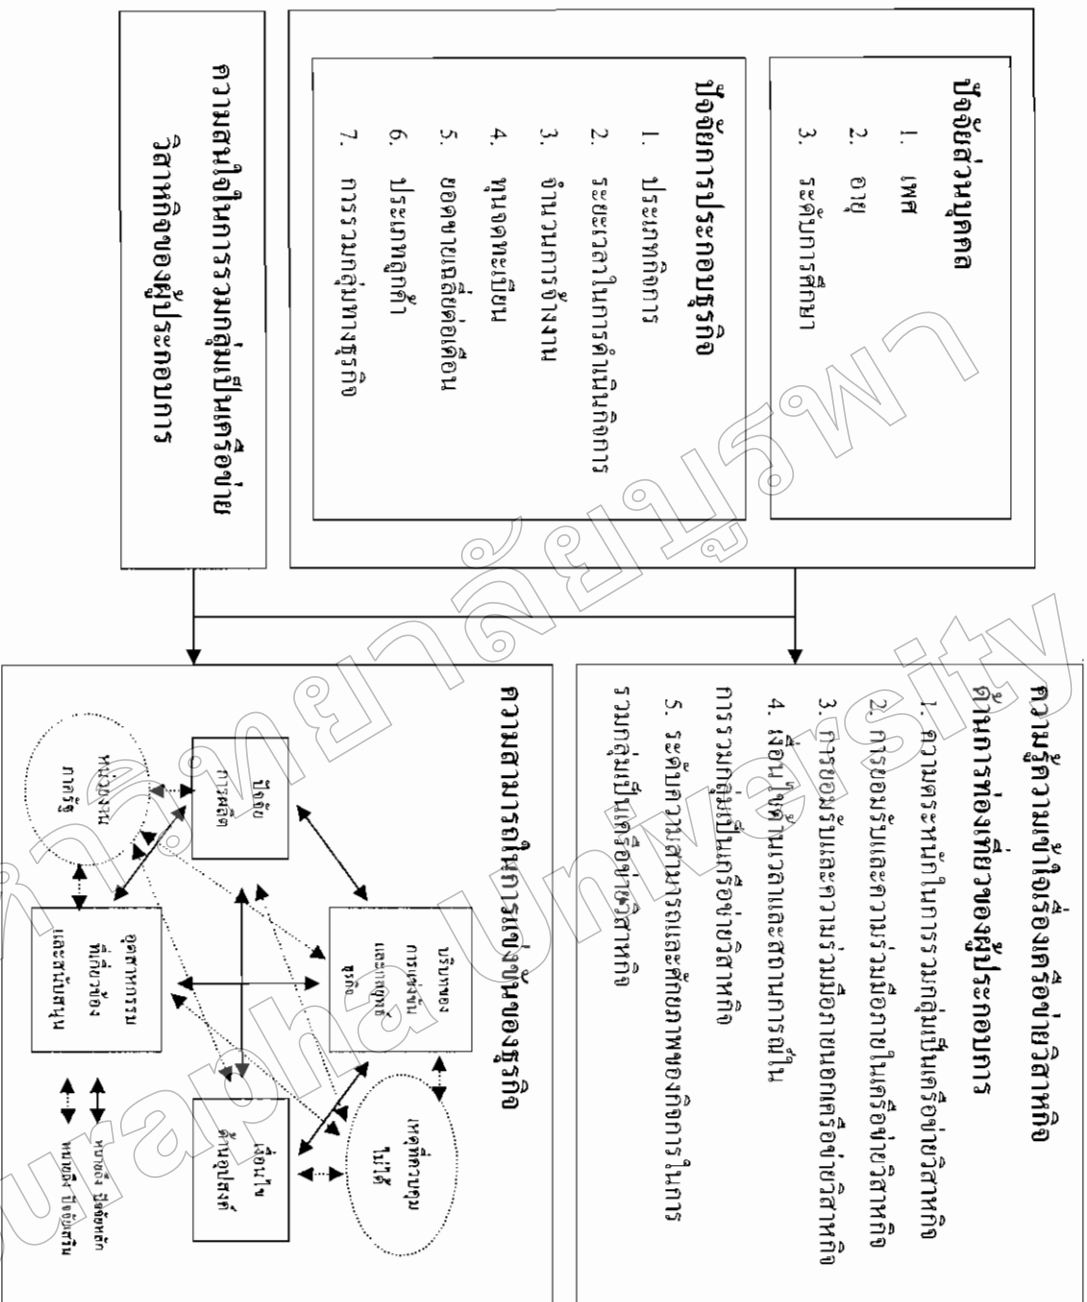 ปัจจัยส่วนบุคคล
1. เพศ
2. อายุ
3. ระดับการศึกษา
ปัจจัยการประกอบธุรกิจ
1. ประเภทกิจการ
2. ระยะเวลาในการดำเนินกิจการ
3. จำนวนการจ้างงาน
4. ทุนจดทะเบียน
5. ยอดขายเฉลี่ยต่อเดือน
6. ประเภทลูกค้า
7. การรวมกลุ่มทางธุรกิจ
ความสนใจในการรวมกลุ่มเป็นเครือข่าย
วิสาหกิจของผู้ประกอบการ
ความรู้ความเข้าใจเรื่องเครือข่ายวิสาหกิจ
ด้านการท่องเที่ยวของผู้ประกอบการ
1. ความตระหนักในการรวมกลุ่มเป็นเครือข่ายวิสาหกิจ
2. การยอมรับและความร่วมมือภายในเครือข่ายวิสาหกิจ
3. การยอมรับและความร่วมมือภายนอกเครือข่ายวิสาหกิจ
4. เงื่อนไขด้านเวลาและสถานการณ์ใน
การรวมกลุ่มเป็นเครือข่ายวิสาหกิจ
5. ระดับความสามารถและศักยภาพของกิจการในการ
รวมกลุ่มเป็นเครือข่ายวิสาหกิจ
ความสามารถในการแข่งขันของธุรกิจ
บริบทของ
การแข่งขัน
และกลยุทธ์
ธุรกิจ
เหตุที่ควบคุม
ไม่ได้
ปัจจัย
การผลิต
เงื่อนไข
ด้านอุปสงค์
หน่วยงาน
ภาครัฐ
อุตสาหกรรม
ที่เกี่ยวข้อง
และสนับสนุน
หมายถึง ปัจจัยหลัก
หมายถึง ปัจจัยเสริม
มหาวิทยาลัยบูรพา
Burapha University